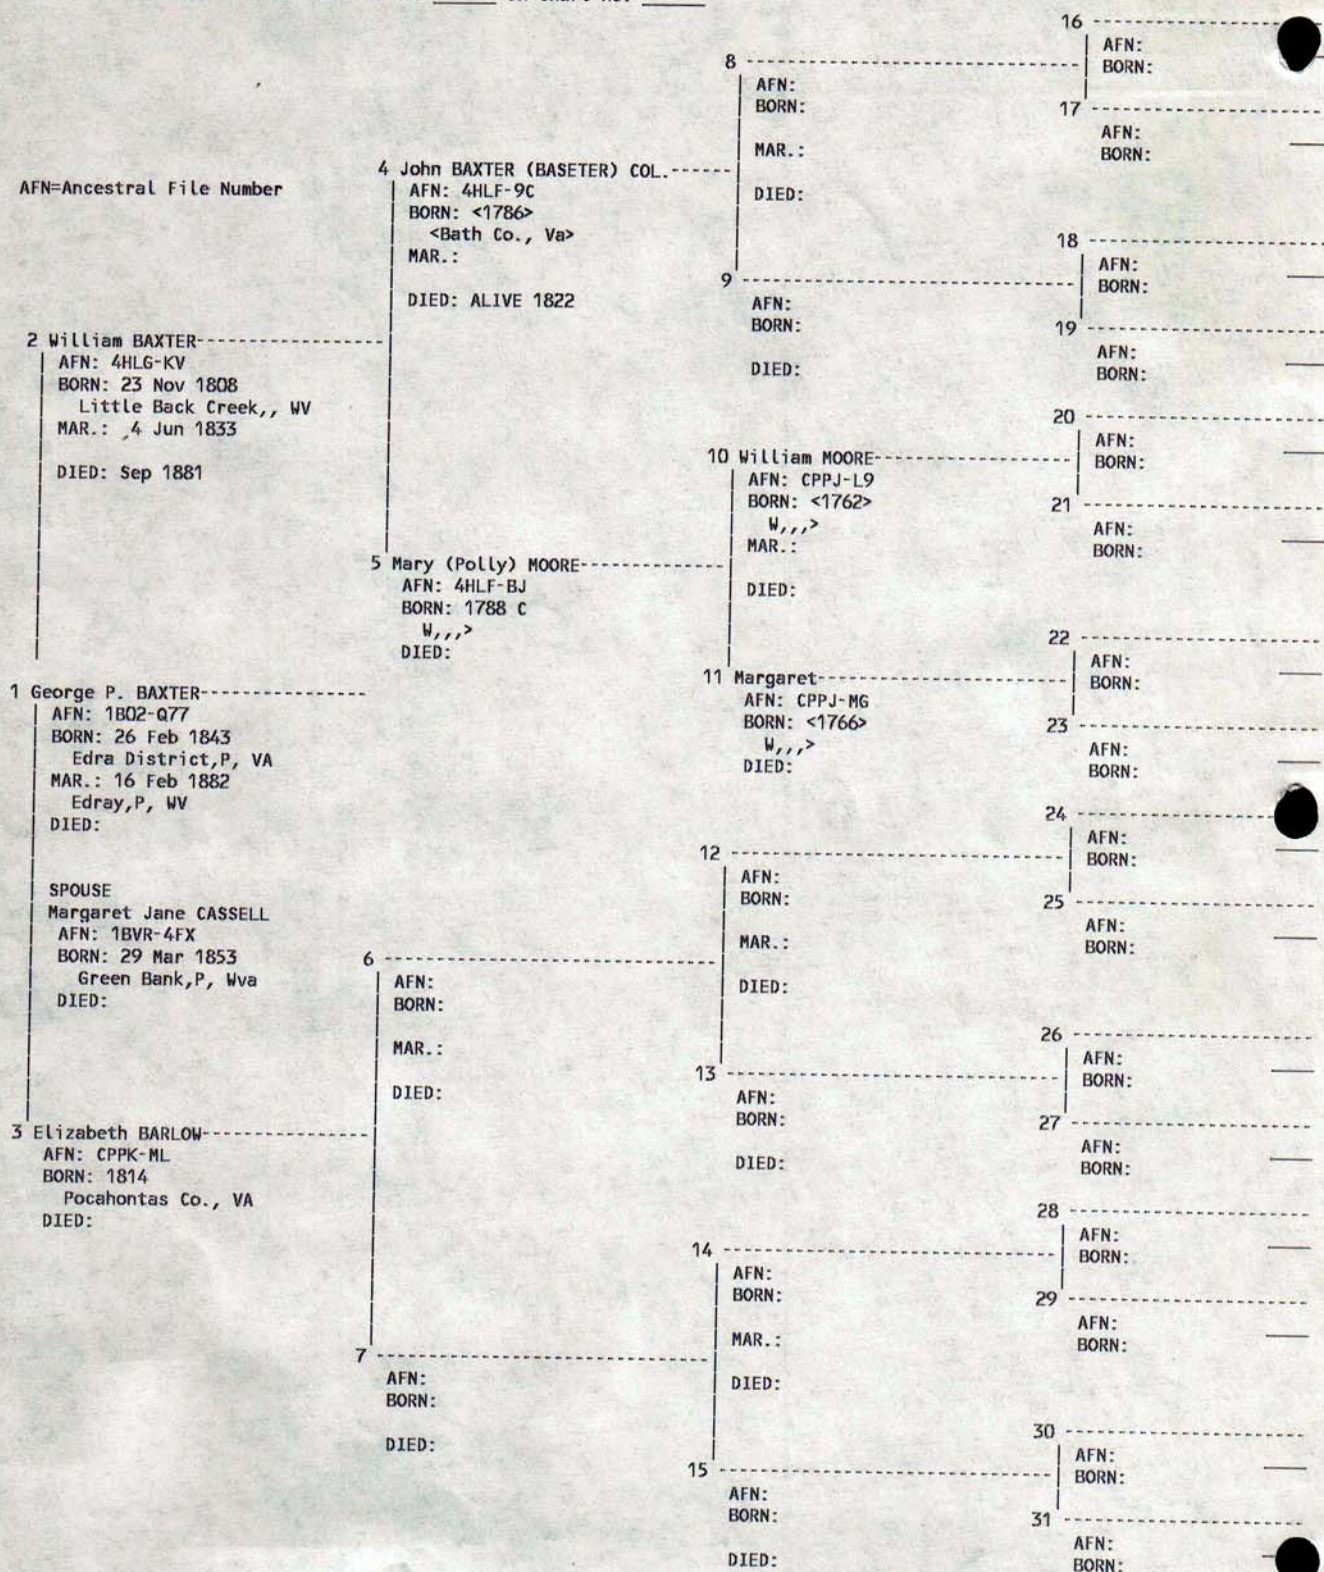 on chart no.
AFN=Ancestral File Number
1 George P. BAXTER----------------
AFN: 1B02-Q77
BORN: 26 Feb 1843
Edra District,P, VA
MAR.: 16 Feb 1882
Edray,P, WV
DIED:
SPOUSE
Margaret Jane CASSELL
AFN: 1BVR-4FX
BORN: 29 Mar 1853
Green Bank,P, Wva
DIED:
2 William BAXTER------------------
AFN: 4HLG-KV
BORN: 23 Nov 1808
Little Back Creek,, WV
MAR.: 4 Jun 1833
DIED: Sep 1881
3 Elizabeth BARLOW----------------
AFN: CPPK-ML
BORN: 1814
Pocahontas Co., VA
DIED:
4 John BAXTER (BASETER) COL.------
AFN: 4HLF-9C
BORN: <1786>
<Bath Co., Va>
MAR.:
DIED: ALIVE 1822
5 Mary (Polly) MOORE--------------
AFN: 4HLF-BJ
BORN: 1788 C
W,,,>
DIED:
6 --------------------------------
AFN:
BORN:
MAR.:
DIED:
7 --------------------------------
AFN:
BORN:
DIED:
8 --------------------------------
AFN:
BORN:
MAR.:
DIED:
9 --------------------------------
AFN:
BORN:
DIED:
10 William MOORE-------------------
AFN: CPPJ-L9
BORN: <1762>
W,,,>
MAR.:
DIED:
11 Margaret------------------------
AFN: CPPJ-MG
BORN: <1766>
W,,,>
DIED:
12 --------------------------------
AFN:
BORN:
MAR.:
DIED:
13 --------------------------------
AFN:
BORN:
DIED:
14 --------------------------------
AFN:
BORN:
MAR.:
DIED:
15 --------------------------------
AFN:
BORN:
DIED:
16 -----------------------
AFN:
BORN:
17 -----------------------
AFN:
BORN:
18 -----------------------
AFN:
BORN:
19 -----------------------
AFN:
BORN:
20 -----------------------
AFN:
BORN:
21 -----------------------
AFN:
BORN:
22 -----------------------
AFN:
BORN:
23 -----------------------
AFN:
BORN:
24 -----------------------
AFN:
BORN:
25 -----------------------
AFN:
BORN:
26 -----------------------
AFN:
BORN:
27 -----------------------
AFN:
BORN:
28 -----------------------
AFN:
BORN:
29 -----------------------
AFN:
BORN:
30 -----------------------
AFN:
BORN:
31 -----------------------
AFN:
BORN: